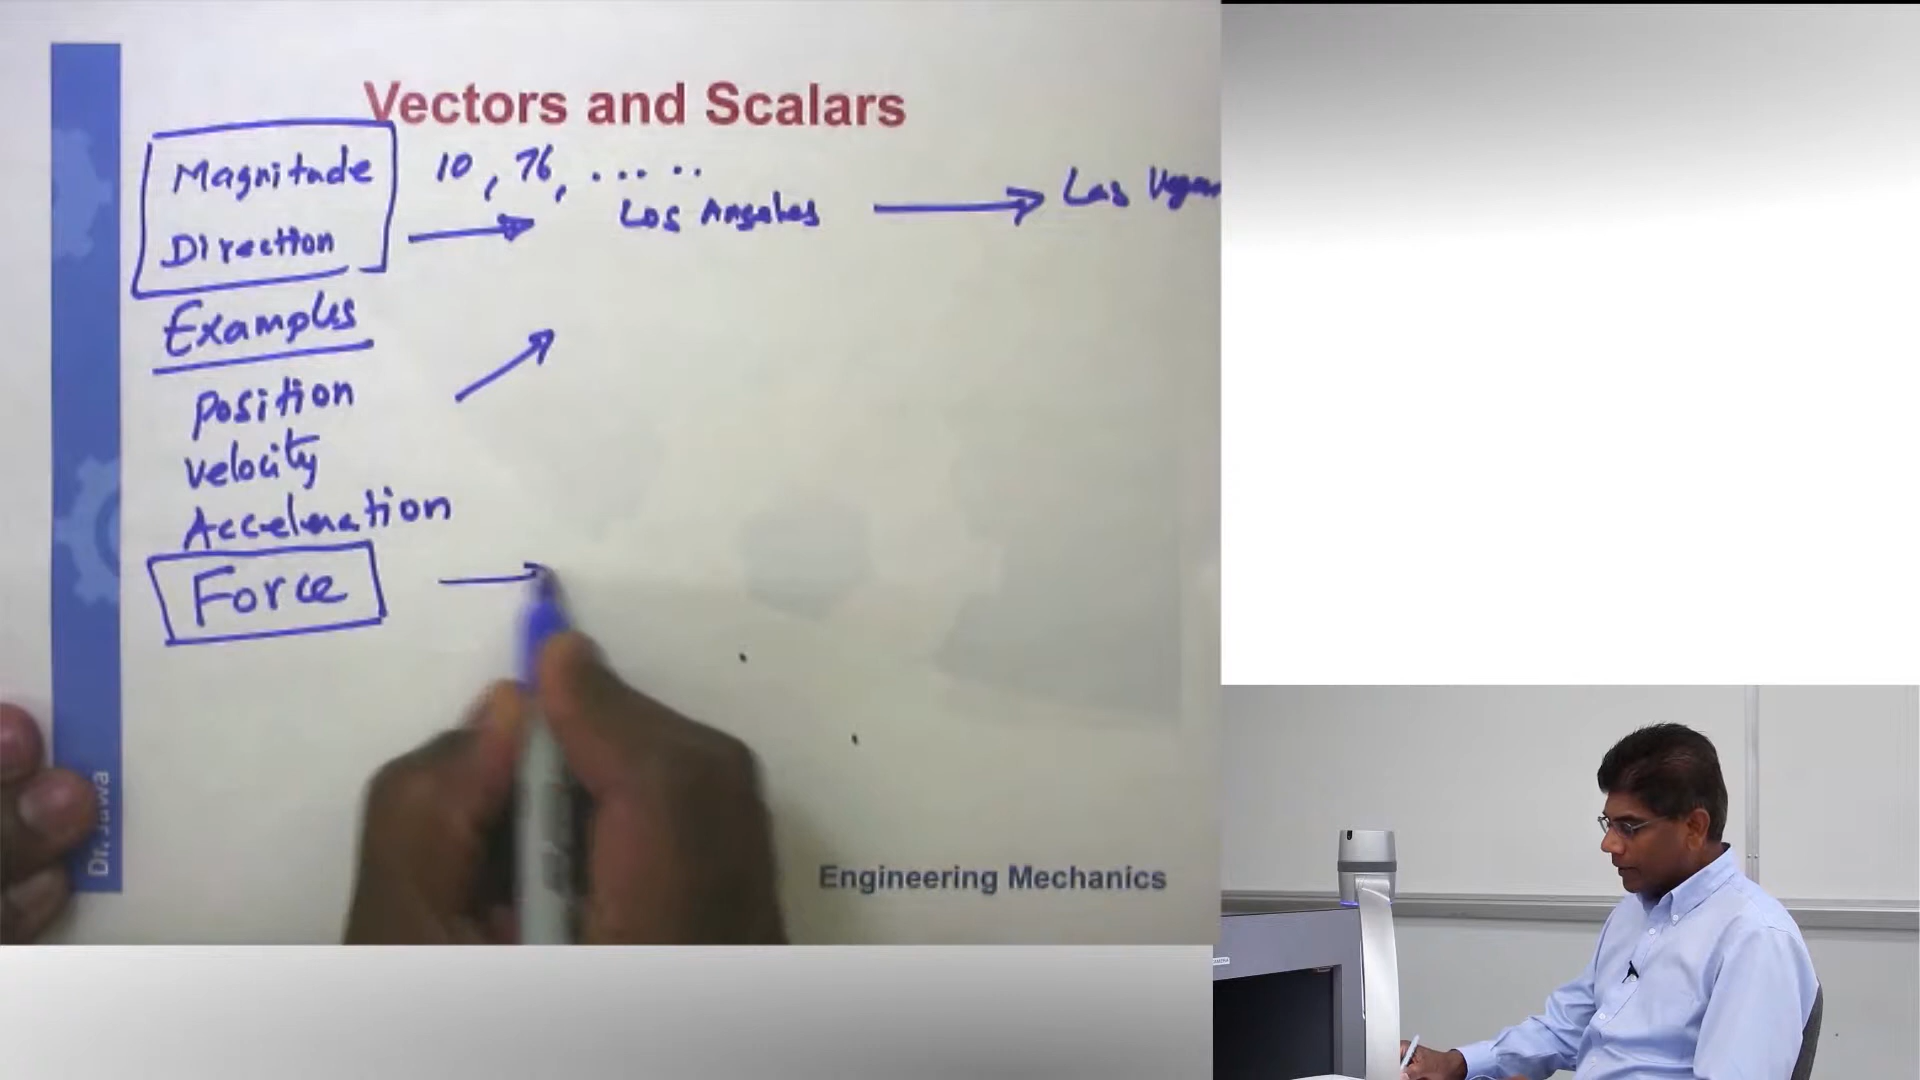 Vectors and Scalars
Magnitude 10, 76, .....
Direction Los Angeles Las Vegas
Examples
Position
Velocity
Acceleration
Force
Engineering Mechanics